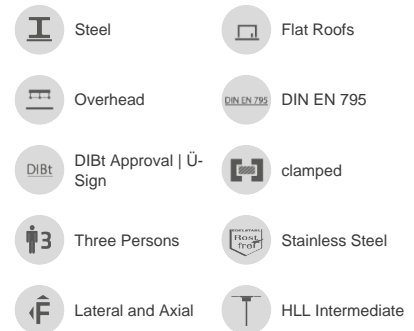 Steel
Flat Roofs
Overhead
DIN EN 795
DIN EN 795
DIBt
DIBt Approval | Ü-
Sign
clamped
3
Three Persons
Rost
frei
Stainless Steel
F
Lateral and Axial
HLL Intermediate